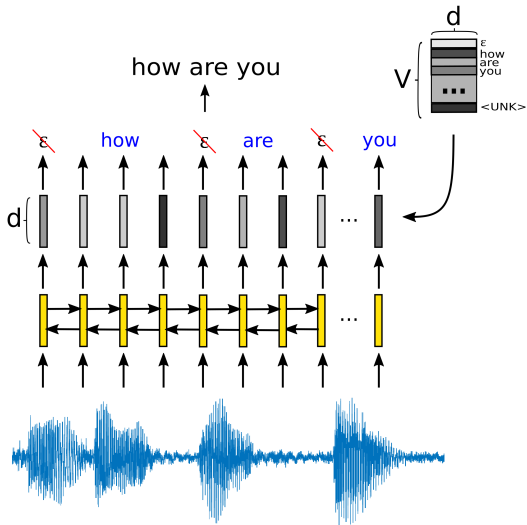 d
ε
how
are
you
...
<UNK>
V
how are you
ε how ε are ε you
d
...
...